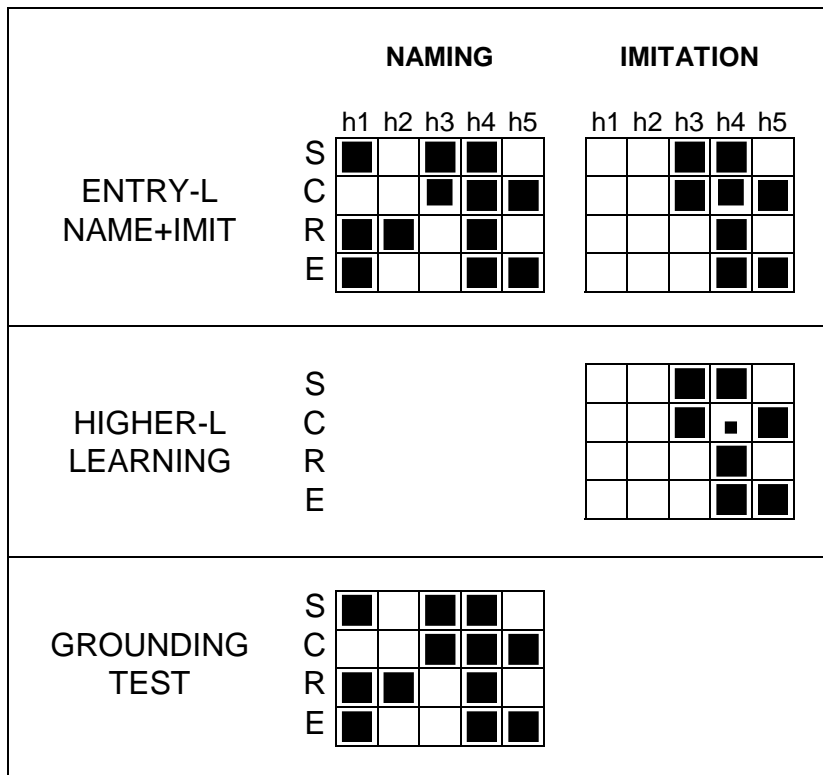 NAMING IMITATION
h1 h2 h3 h4 h5 h1 h2 h3 h4 h5
S
C
R
E
ENTRY-L
NAME+IMIT
S
C
R
E
HIGHER-L
LEARNING
S
C
R
E
GROUNDING
TEST